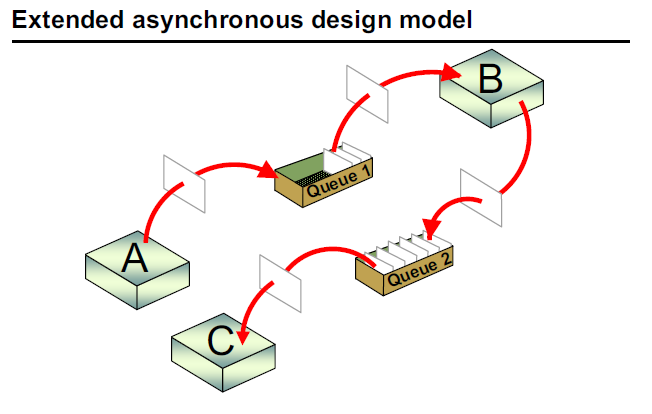 Extended asynchronous design model
B
Queue 1
A
Queue 2
C